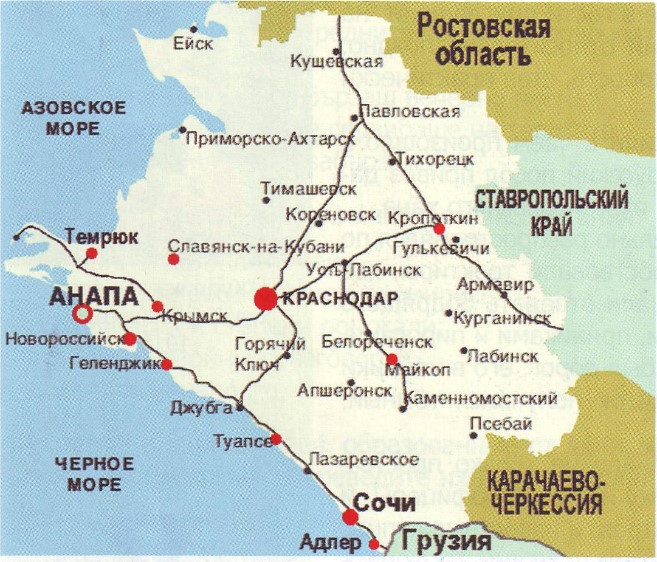 Ростовская
область
Ейск
Кущевская
АЗОВСКОЕ
МОРЕ
Павловская
Приморско-Ахтарск
Тихорецк
Тимашевск
СТАВРОПОЛЬСКИЙ
КРАЙ
Кореновск
Кропоткин
Темрюк
Славянск-на-Кубани
Гулькевичи
Усть Лабинск
Армавир
АНАПА
КРАСНОДАР
Крымск
Курганинск
Новороссийск
Горячий
Ключ
Белореченск
Лабинск
Геленджик
Майкоп
Апшеронск
Каменномостский
Джубга
Псебай
Туапсе
ЧЕРНОЕ
МОРЕ
Лазаревское
КАРАЧАЕВО-
ЧЕРКЕССИЯ
Сочи
Адлер
Грузия